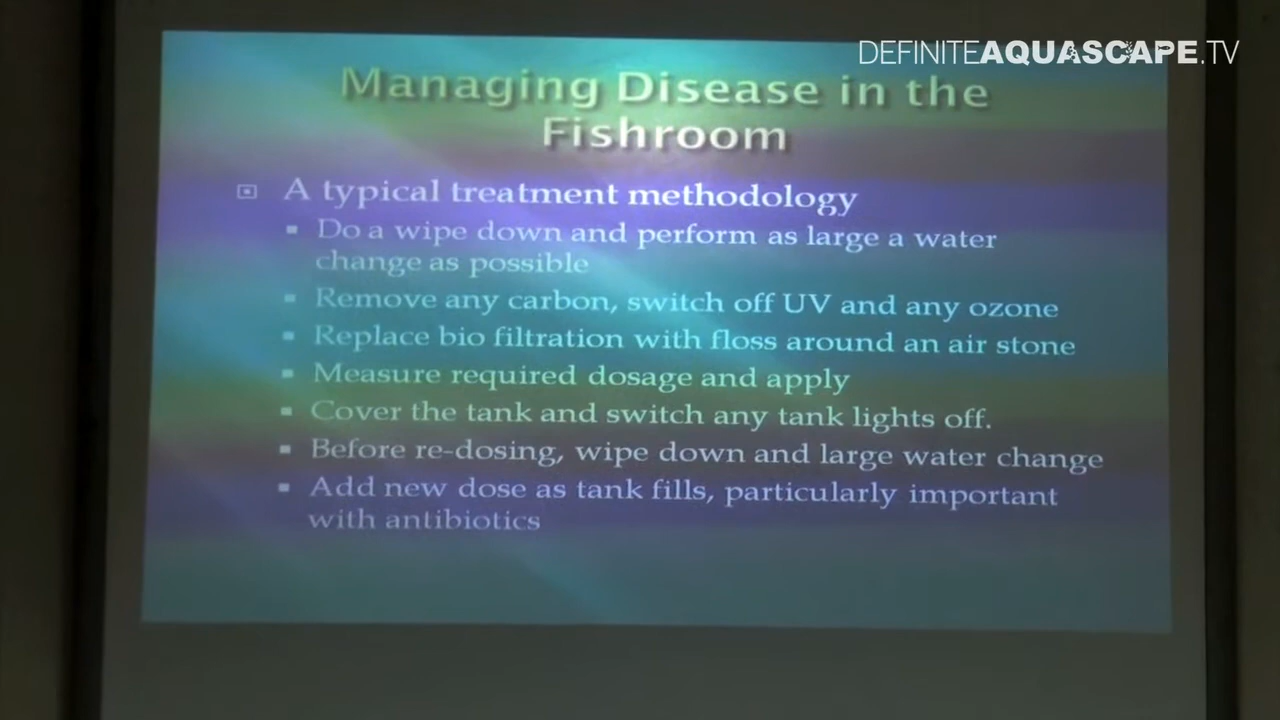 DEFINITEAQUASCAPE.TV
Managing Disease in the
Fishroom
A typical treatment methodology
Do a wipe down and perform as large a water
change as possible
Remove any carbon, switch off UV and any ozone
Replace bio filtration with floss around an air stone
Measure required dosage and apply
Cover the tank and switch any tank lights off.
Before re-dosing, wipe down and large water change
Add new dose as tank fills, particularly important
with antibiotics